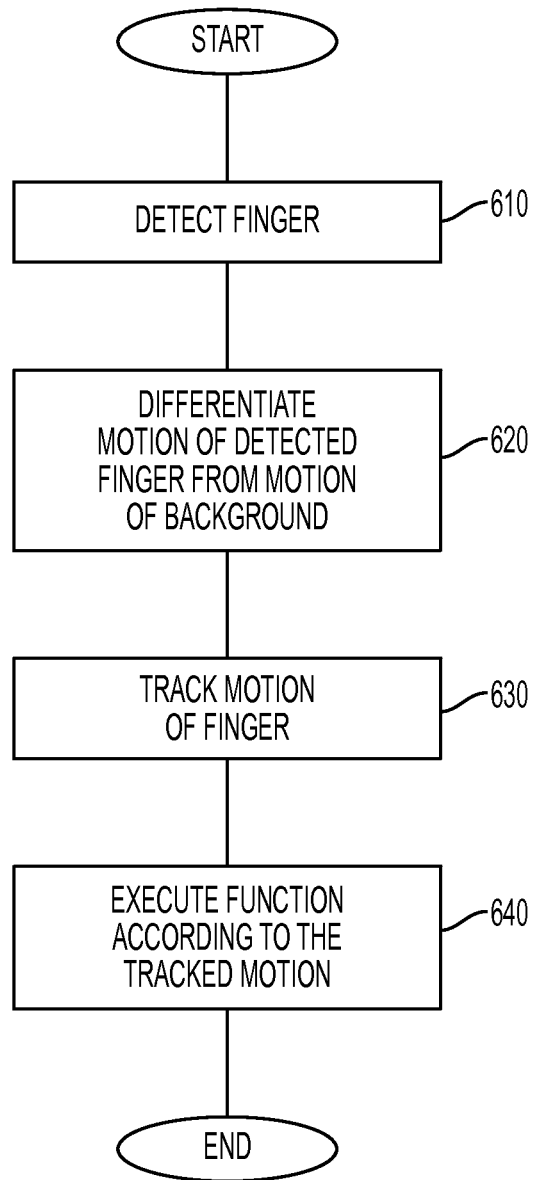 START
DETECT FINGER
610
DIFFERENTIATE
MOTION OF DETECTED
FINGER FROM MOTION
OF BACKGROUND
620
TRACK MOTION
OF FINGER
630
EXECUTE FUNCTION
ACCORDING TO THE
TRACKED MOTION
640
END